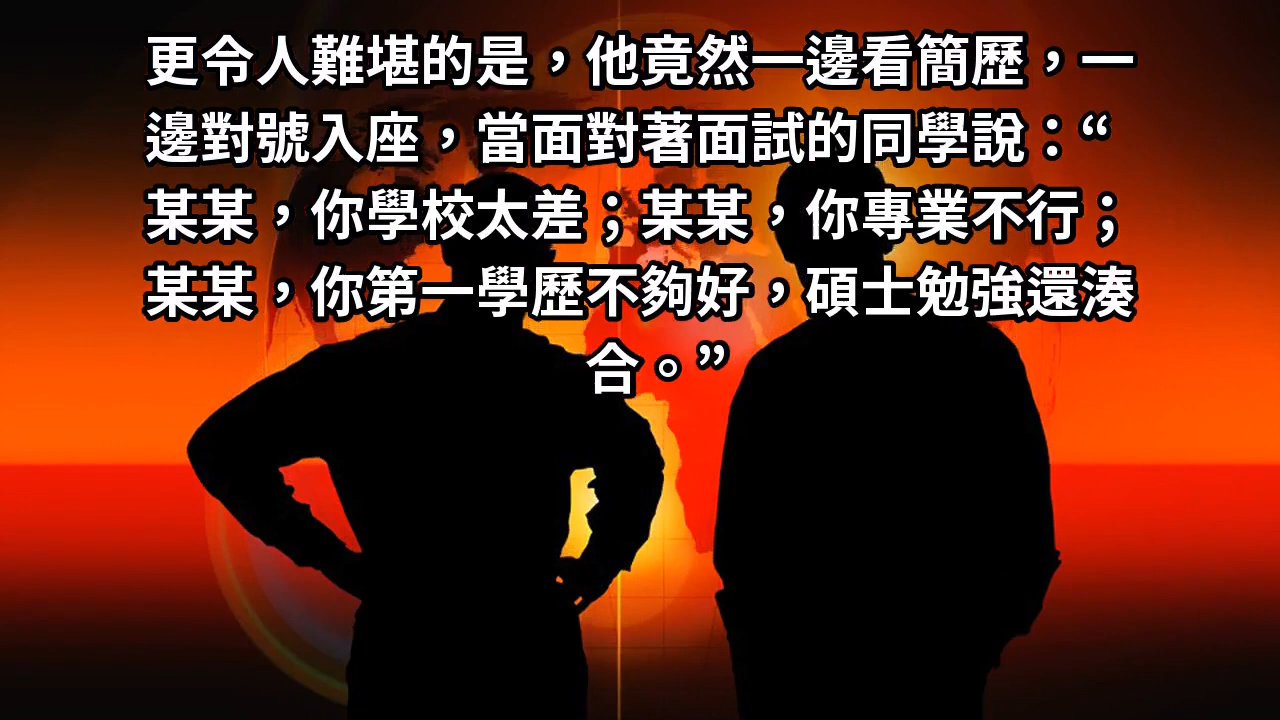 更令人難堪的是，他竟然一邊看簡歷，一
邊對號入座，當面對著面試的同學說：“
某某，你學校太差；某某，你專業不行；
某某，你第一學歷不夠好，碩士勉強還湊
合。”